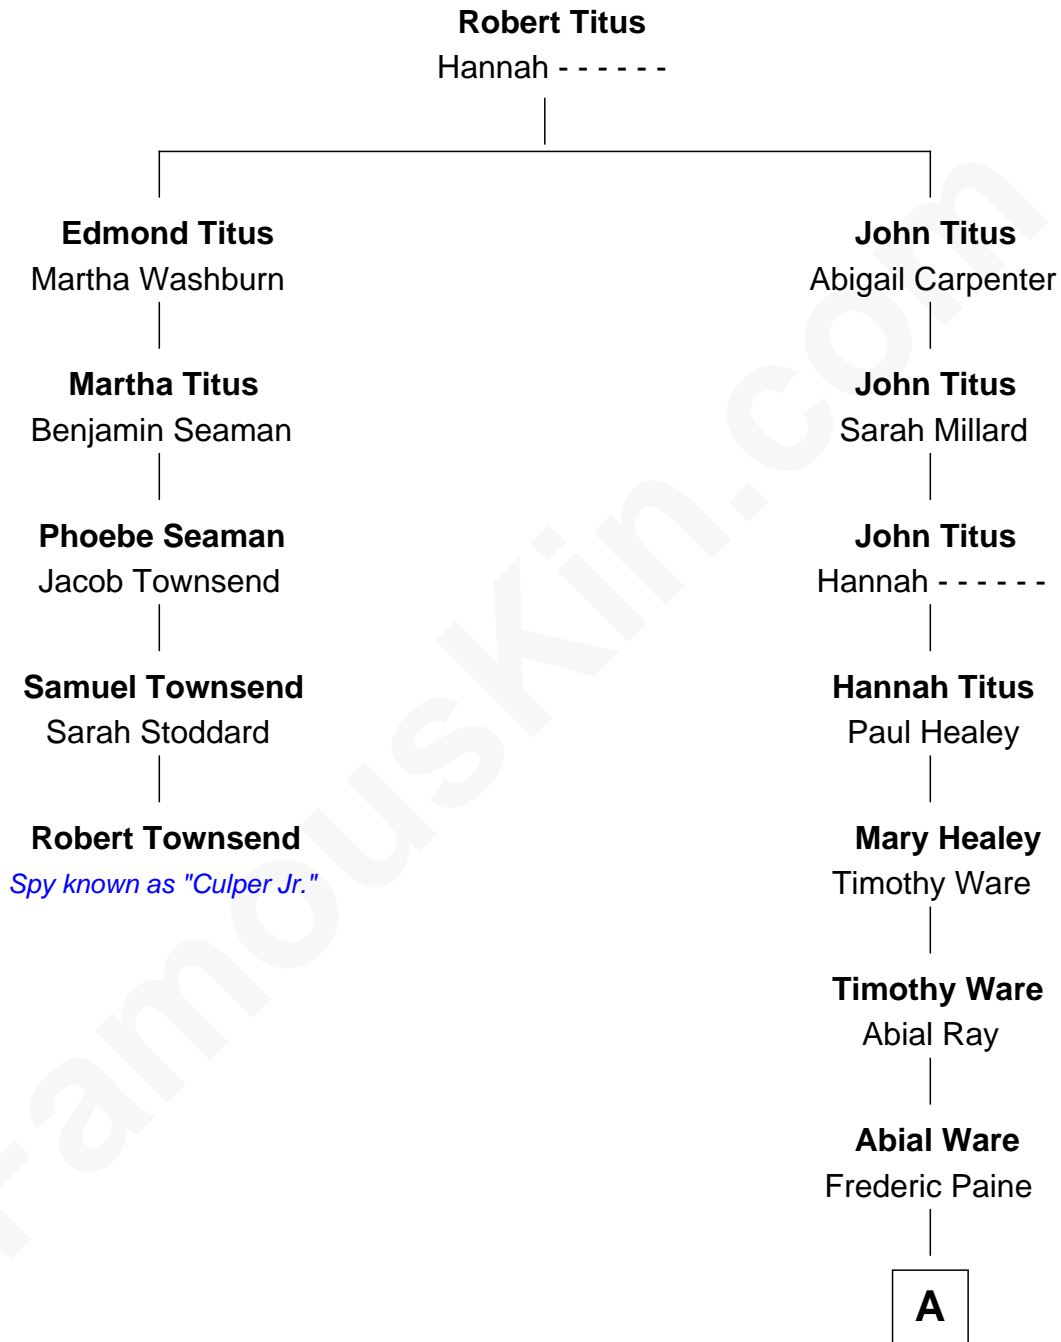 Robert Titus
Hannah - - - - - -
Edmond Titus
Martha Washburn
John Titus
Abigail Carpenter
Martha Titus
Benjamin Seaman
John Titus
Sarah Millard
Phoebe Seaman
Jacob Townsend
John Titus
Hannah - - - - - -
Samuel Townsend
Sarah Stoddard
Hannah Titus
Paul Healey
Robert Townsend
Spy known as "Culper Jr."
Mary Healey
Timothy Ware
Timothy Ware
Abial Ray
Abial Ware
Frederic Paine
A
FamousKin.com